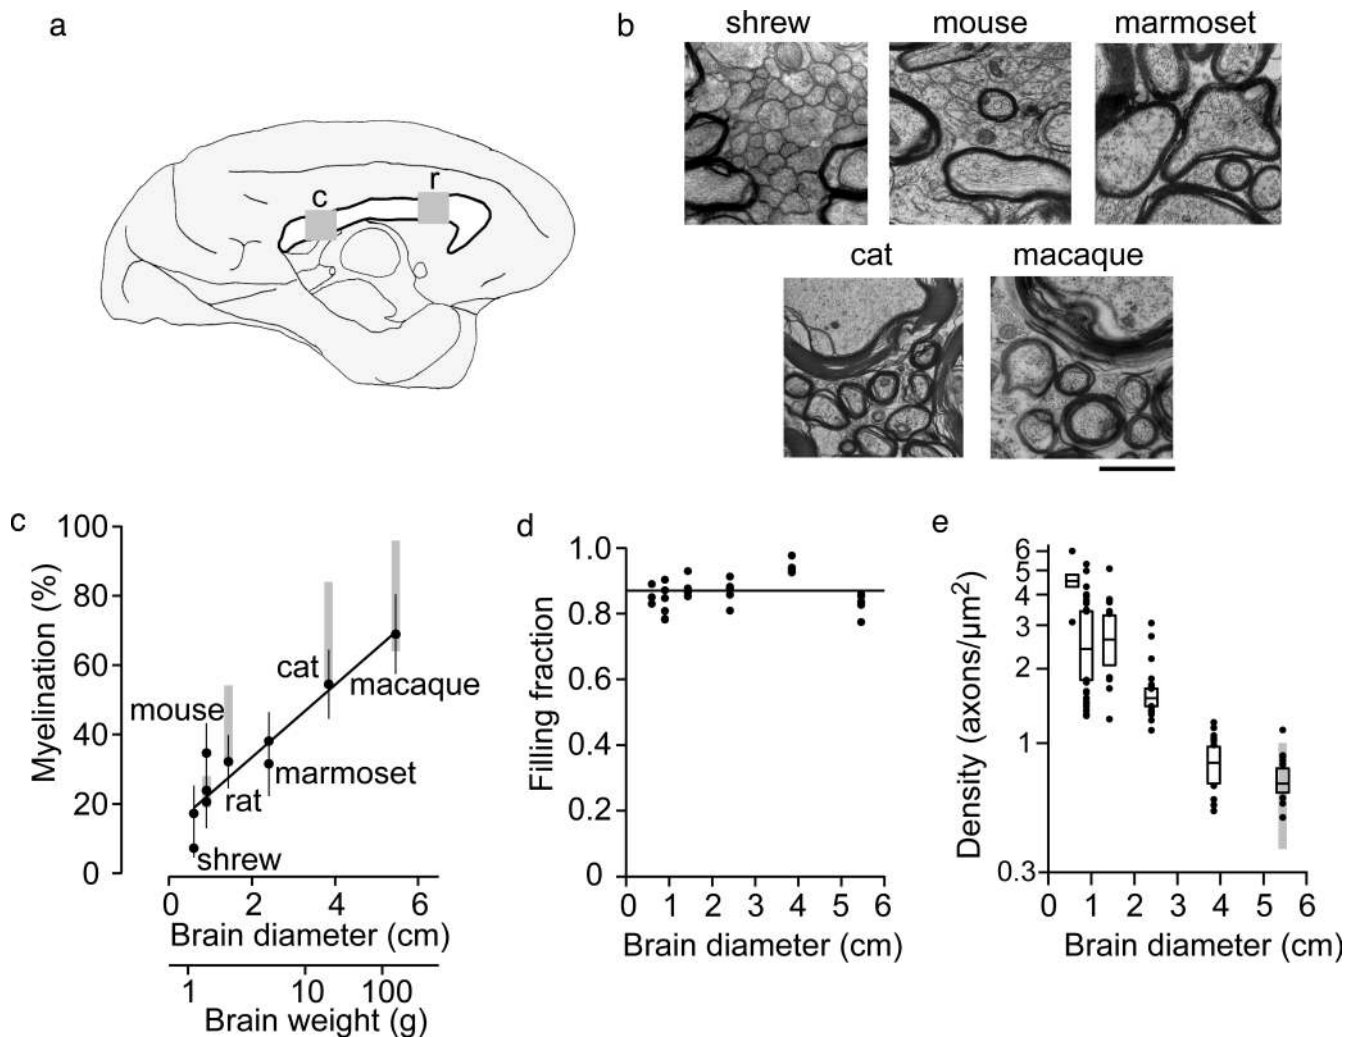 a
c
r
b
shrew
mouse
marmoset
cat
macaque
c
Myelination (%)
100
80
60
40
20
0
mouse
shrew
rat
marmoset
cat
macaque
0 2 4 6
Brain diameter (cm)
1 10 100
Brain weight (g)
d
Filling fraction
1.0
0.8
0.6
0.4
0.2
0
0 1 2 3 4 5 6
Brain diameter (cm)
e
Density (axons/µm²)
6
5
4
3
2
1
0.3
0 1 2 3 4 5 6
Brain diameter (cm)